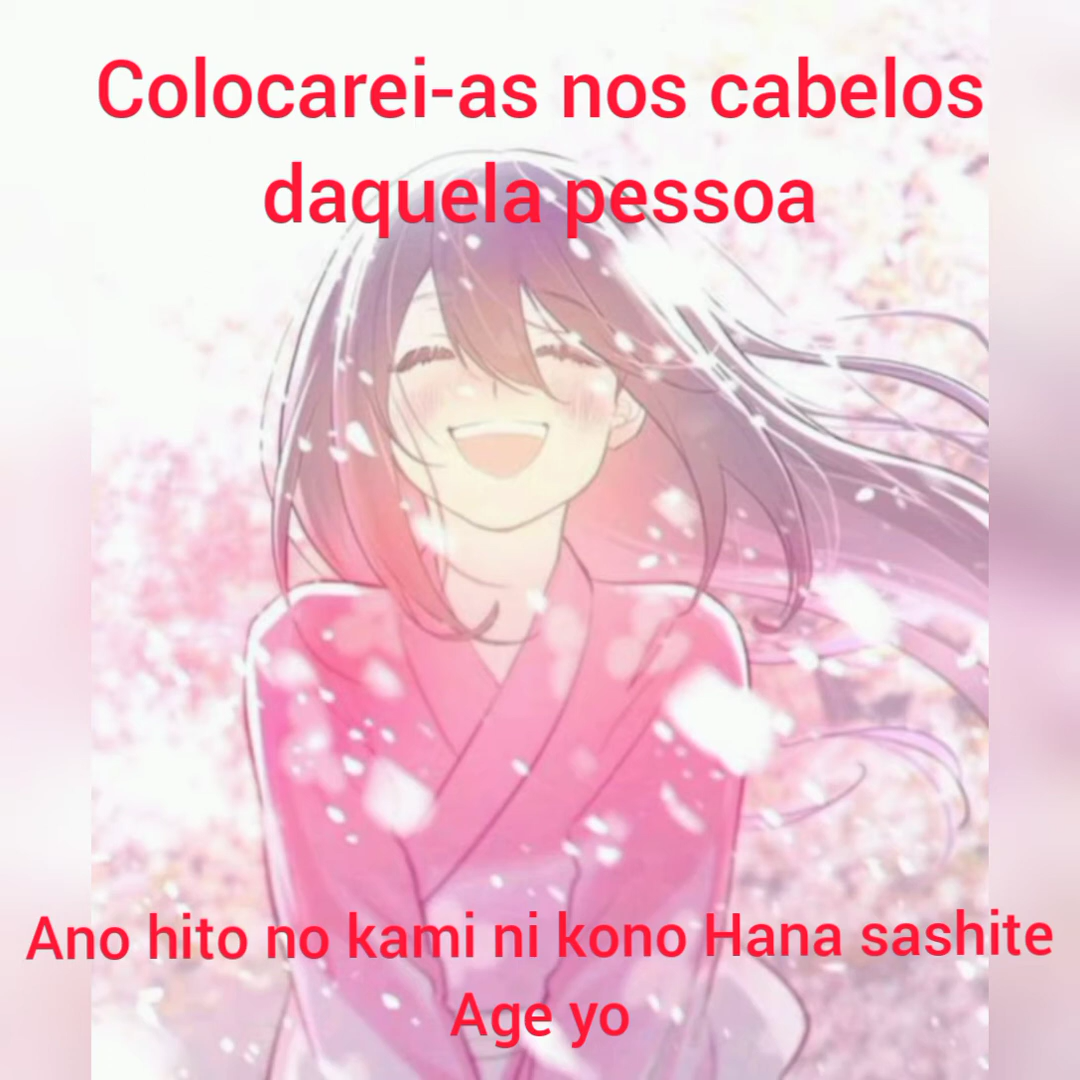 Colocarei-as nos cabelos
daquela pessoa
Ano hito no kami ni kono Hana sashite
Age yo